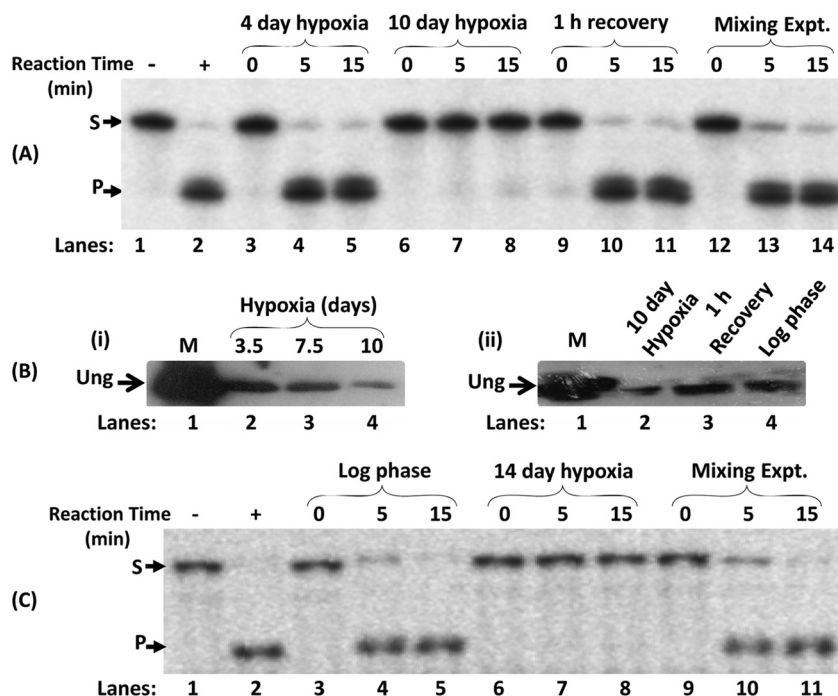 4 day hypoxia 10 day hypoxia 1 h recovery Mixing Expt.
Reaction Time - + 0 5 15 0 5 15 0 5 15 0 5 15
(min)
S
(A)
P
Lanes: 1 2 3 4 5 6 7 8 9 10 11 12 13 14
Hypoxia (days)
(i) M 3.5 7.5 10
(B) Ung
Lanes: 1 2 3 4
(ii) M 10 day Hypoxia 1 h Recovery Log phase
Ung
Lanes: 1 2 3 4
Log phase 14 day hypoxia Mixing Expt.
Reaction Time - + 0 5 15 0 5 15 0 5 15
(min)
S
(C)
P
Lanes: 1 2 3 4 5 6 7 8 9 10 11